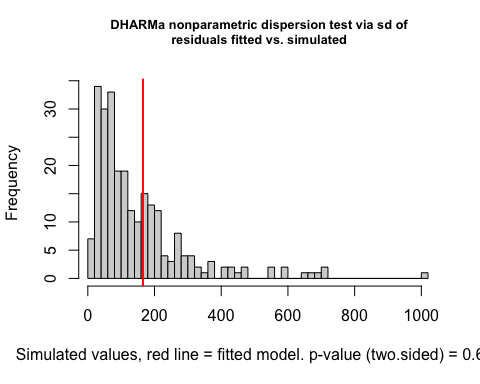 DHARMa nonparametric dispersion test via sd of
residuals fitted vs. simulated
Frequency
30
20
10
5
0
0 200 400 600 800 1000
Simulated values, red line = fitted model. p-value (two.sided) = 0.6